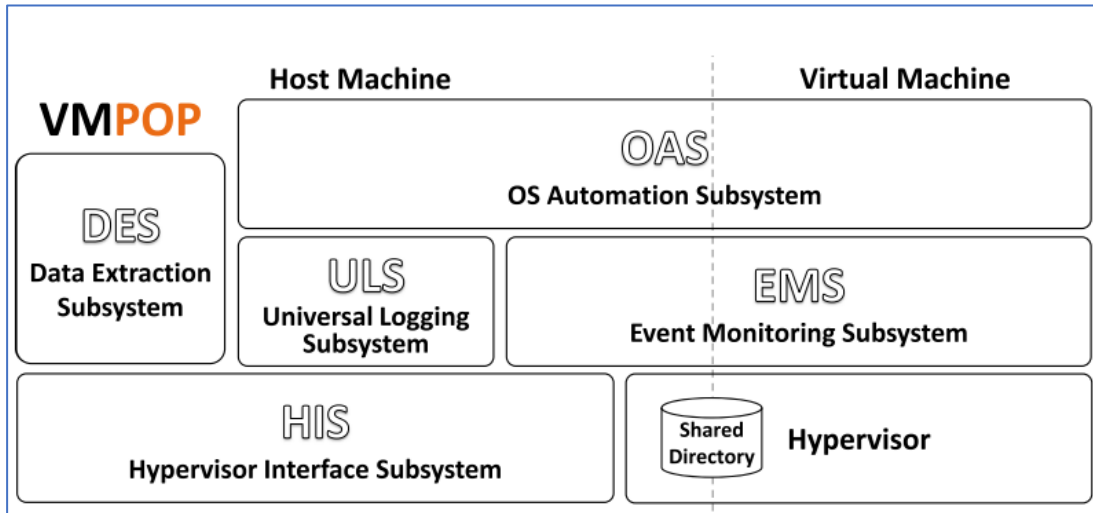 Host Machine
Virtual Machine
VMPOP
OAS
OS Automation Subsystem
DES
Data Extraction
Subsystem
ULS
Universal Logging
Subsystem
EMS
Event Monitoring Subsystem
HIS
Hypervisor Interface Subsystem
Shared
Directory
Hypervisor